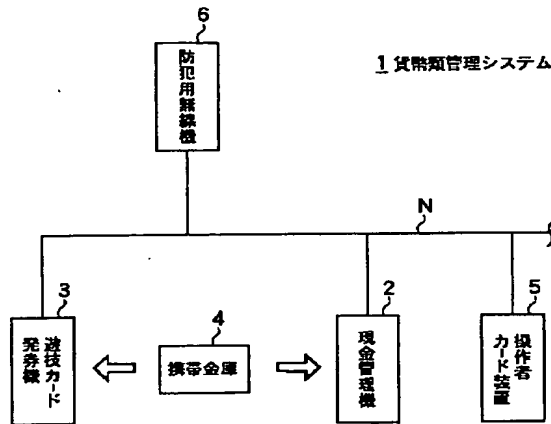 6
防犯用無線機
1 貨幣類管理システム
N
3
遊技カード
発券機
4
携帯金庫
2
現金管理機
5
操作者
カード装置